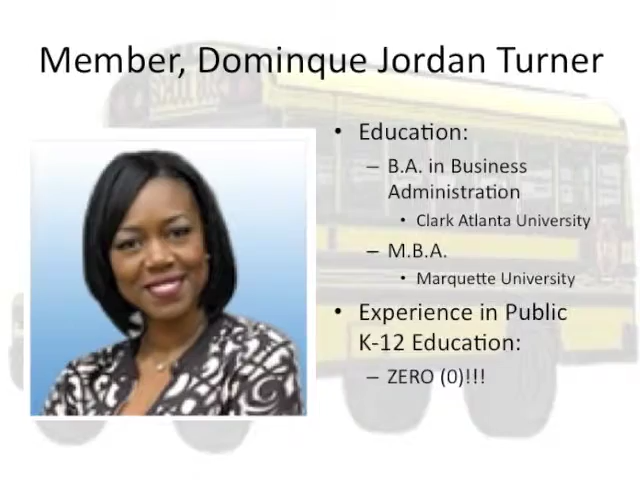 Member, Dominque Jordan Turner
• Education:
– B.A. in Business
Administration
• Clark Atlanta University
– M.B.A.
• Marquette University
• Experience in Public
K-12 Education:
– ZERO (0)!!!